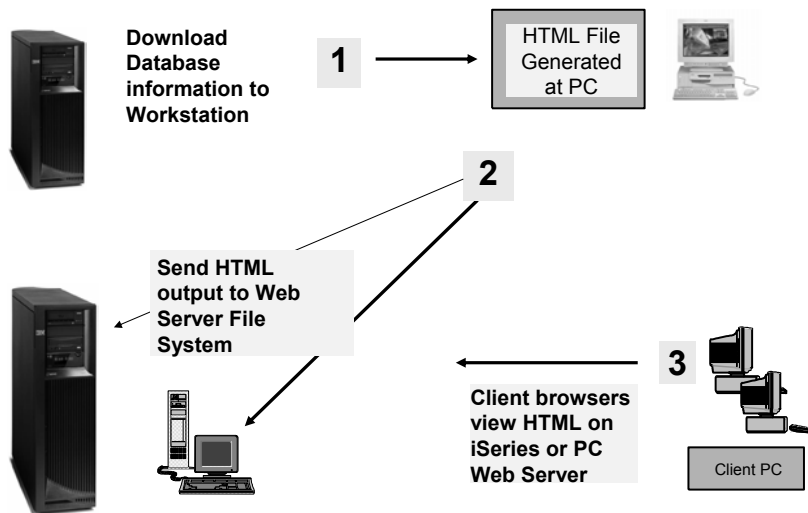 Download
Database
information to
Workstation
1
HTML File
Generated
at PC
2
Send HTML
output to Web
Server File
System
3
Client browsers
view HTML on
iSeries or PC
Web Server
Client PC